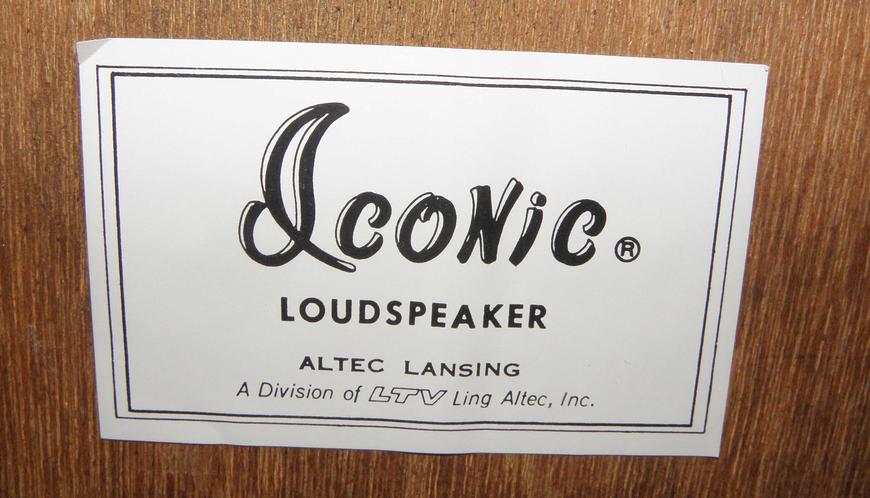 Iconic®
LOUDSPEAKER
ALTEC LANSING
A Division of LTV Ling Altec, Inc.